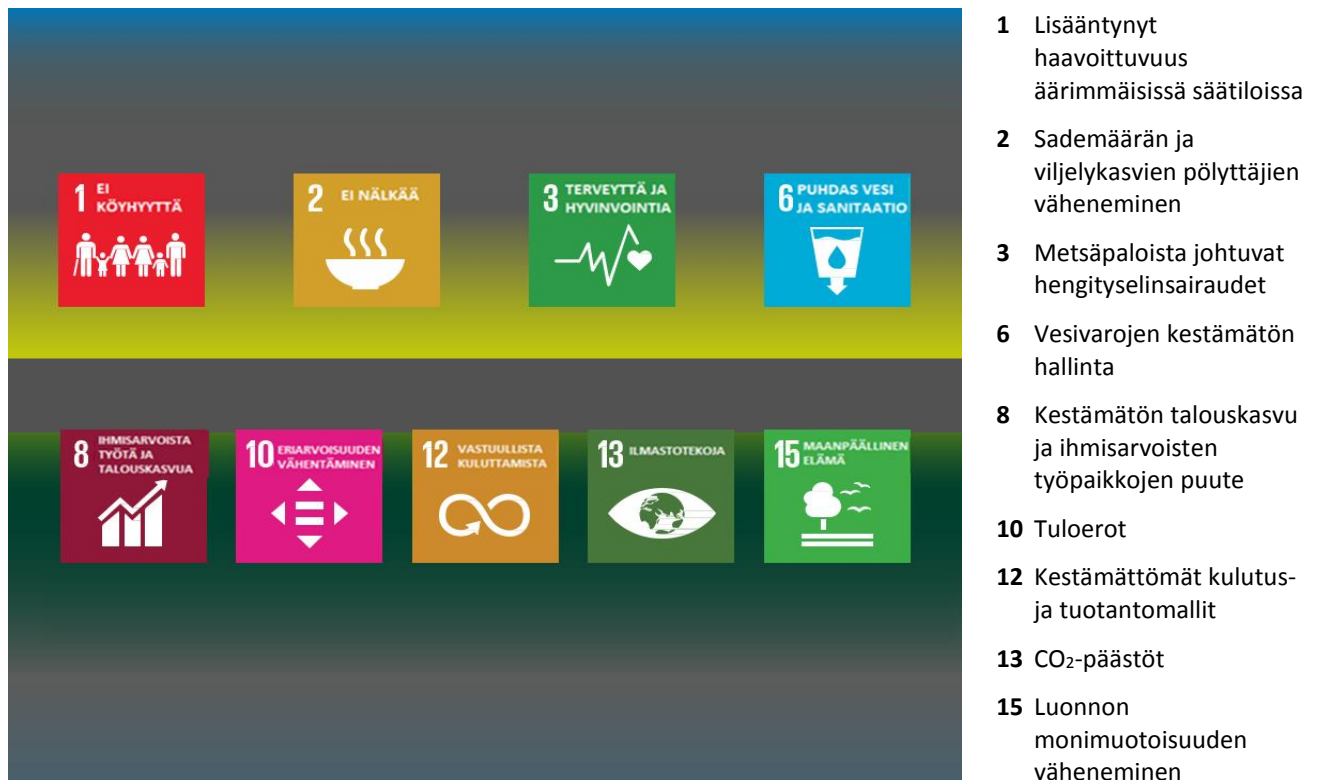 1 EI
KÖYHYYTTÄ
2 EI NÄLKÄÄ
3 TERVEYTTÄ JA
HYVINVOINTIA
6 PUHDAS VESI
JA SANITAATIO
8 IHMISARVOISTA
TYÖTÄ JA
TALOUSKASVUA
10 ERIARVOISUUDEN
VÄHENTÄMINEN
12 VASTUULLISTA
KULUTTAMISTA
13 ILMASTOTEKOJA
15 MAANPÄÄLLINEN
ELÄMÄ
1 Lisääntynyt
haavoittuvuus
äärimmäisissä säätiloissa
2 Sademäärän ja
viljelykasvien pölyttäjien
väheneminen
3 Metsäpaloista johtuvat
hengityselinsairaudet
6 Vesivarojen kestämätön
hallinta
8 Kestämätön talouskasvu
ja ihmisarvoisten
työpaikkojen puute
10 Tuloerot
12 Kestämättömät kulutus-
ja tuotantomallit
13 CO₂-päästöt
15 Luonnon
monimuotoisuuden
väheneminen